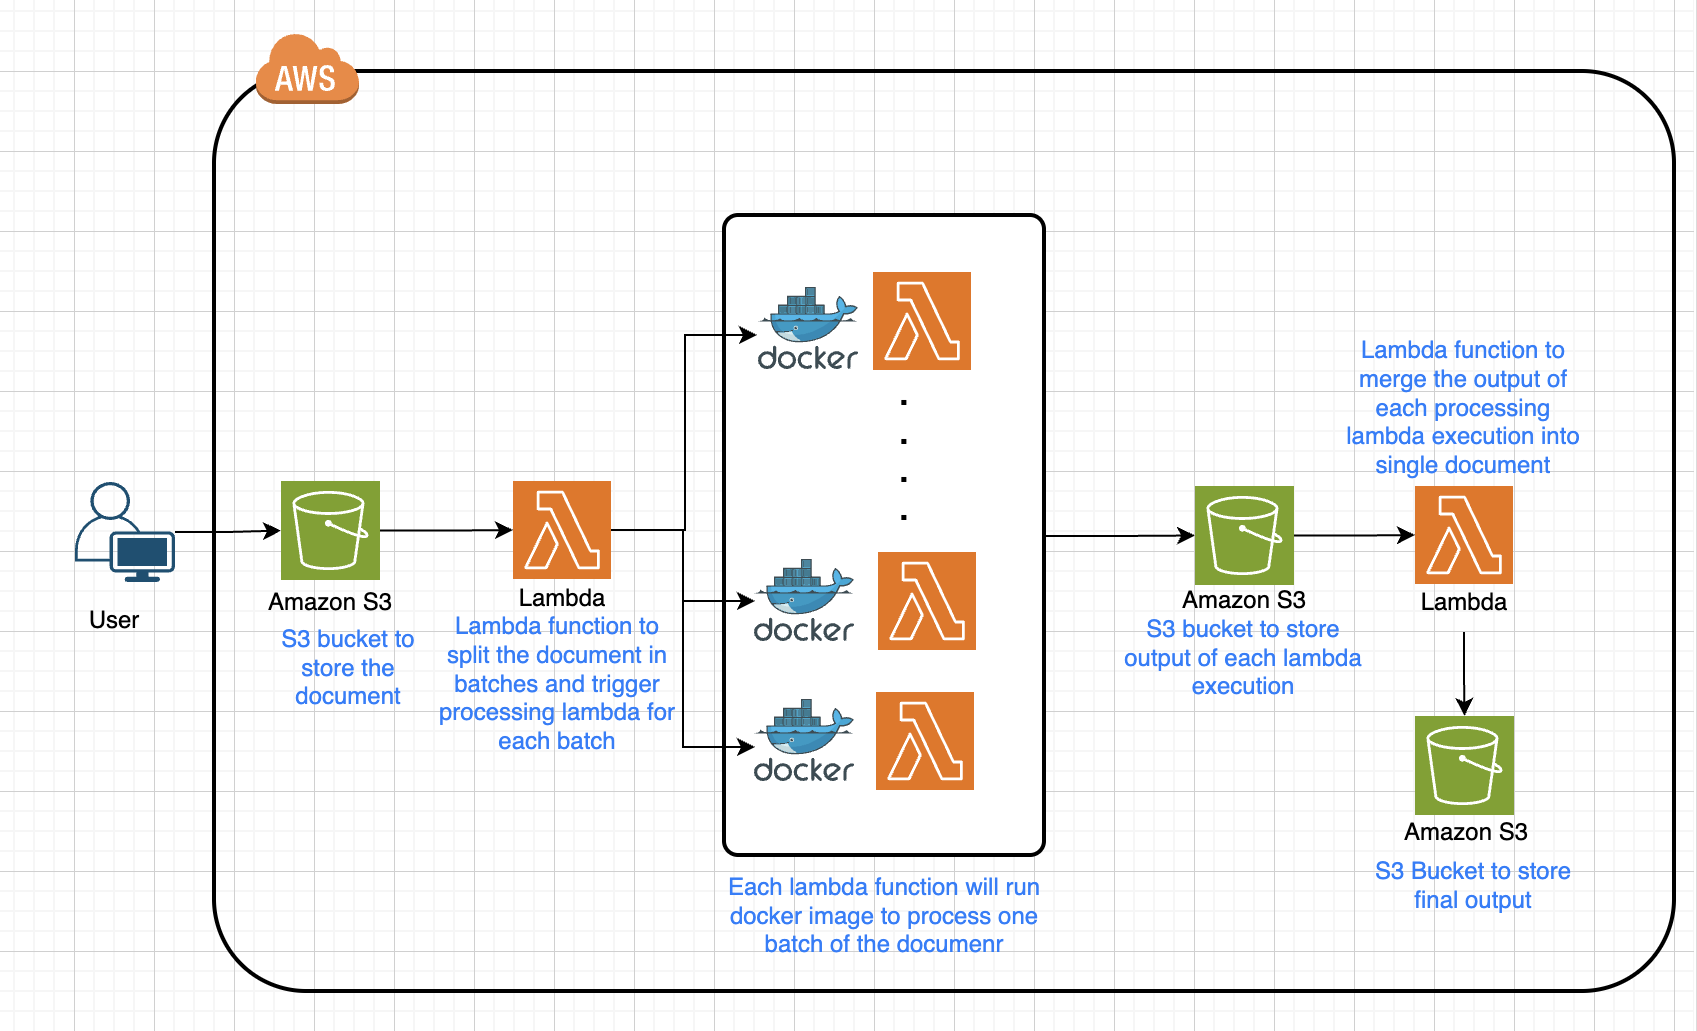 AWS
docker
Lambda function to
merge the output of
each processing
lambda execution into
single document
User
Amazon S3
S3 bucket to
store the
document
Lambda
Lambda function to
split the document in
batches and trigger
processing lambda for
each batch
docker
docker
Each lambda function will run
docker image to process one
batch of the documenr
Amazon S3
S3 bucket to store
output of each lambda
execution
Lambda
Amazon S3
S3 Bucket to store
final output